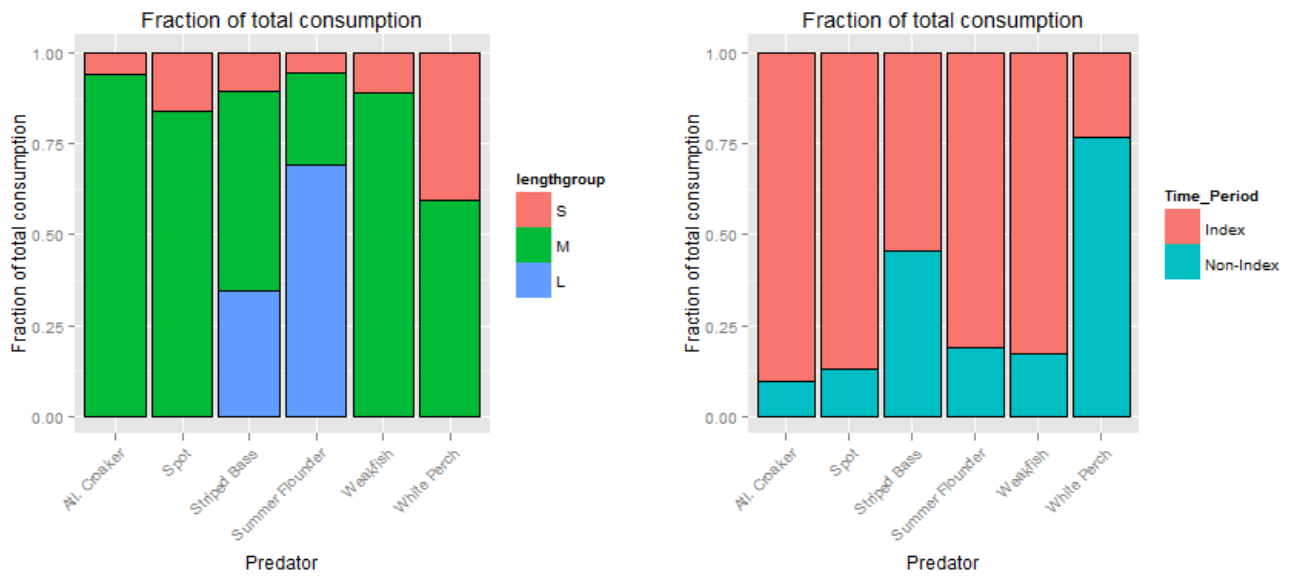 Fraction of total consumption
Fraction of total consumption
1.00
0.75
0.50
0.25
0.00
Atl. Croaker
Spot
Striped Bass
Summer Flounder
Weakfish
White Perch
Predator
lengthgroup
S
M
L
Fraction of total consumption
Fraction of total consumption
1.00
0.75
0.50
0.25
0.00
Atl. Croaker
Spot
Striped Bass
Summer Flounder
Weakfish
White Perch
Predator
Time_Period
Index
Non-Index